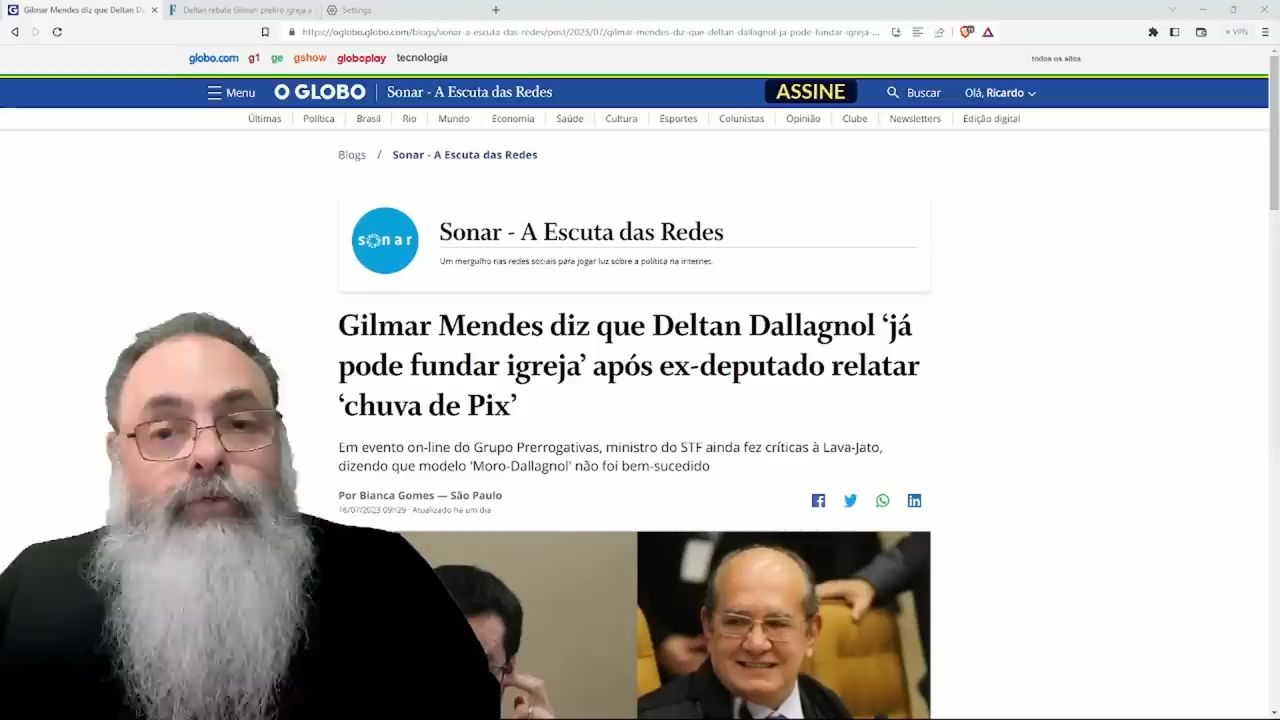 Gilmar Mendes diz que Deltan Da
Deltan rebate Gilmar: prefiro igreja a
Settings
https://oglobo.globo.com/blogs/sonar-a-escuta-das-redes/post/2023/07/gilmar-mendes-diz-que-deltan-dallagnol-ja-pode-fundar-igreja-...
VPN
globo.com g1 ge gshow globoplay tecnologia
todos os sites
Menu
O GLOBO
Sonar - A Escuta das Redes
ASSINE
Buscar
Olá, Ricardo
Últimas Política Brasil Rio Mundo Economia Saúde Cultura Esportes Colunistas Opinião Clube Newsletters Edição digital
Blogs / Sonar - A Escuta das Redes
sonar
Sonar - A Escuta das Redes
Um mergulho nas redes sociais para jogar luz sobre a política na internet.
Gilmar Mendes diz que Deltan Dallagnol ‘já
pode fundar igreja’ após ex-deputado relatar
‘chuva de Pix’
Em evento on-line do Grupo Prerrogativas, ministro do STF ainda fez críticas à Lava-Jato,
dizendo que modelo 'Moro-Dallagnol' não foi bem-sucedido
Por Bianca Gomes — São Paulo
16/07/2023 09h29 · Atualizado há um dia